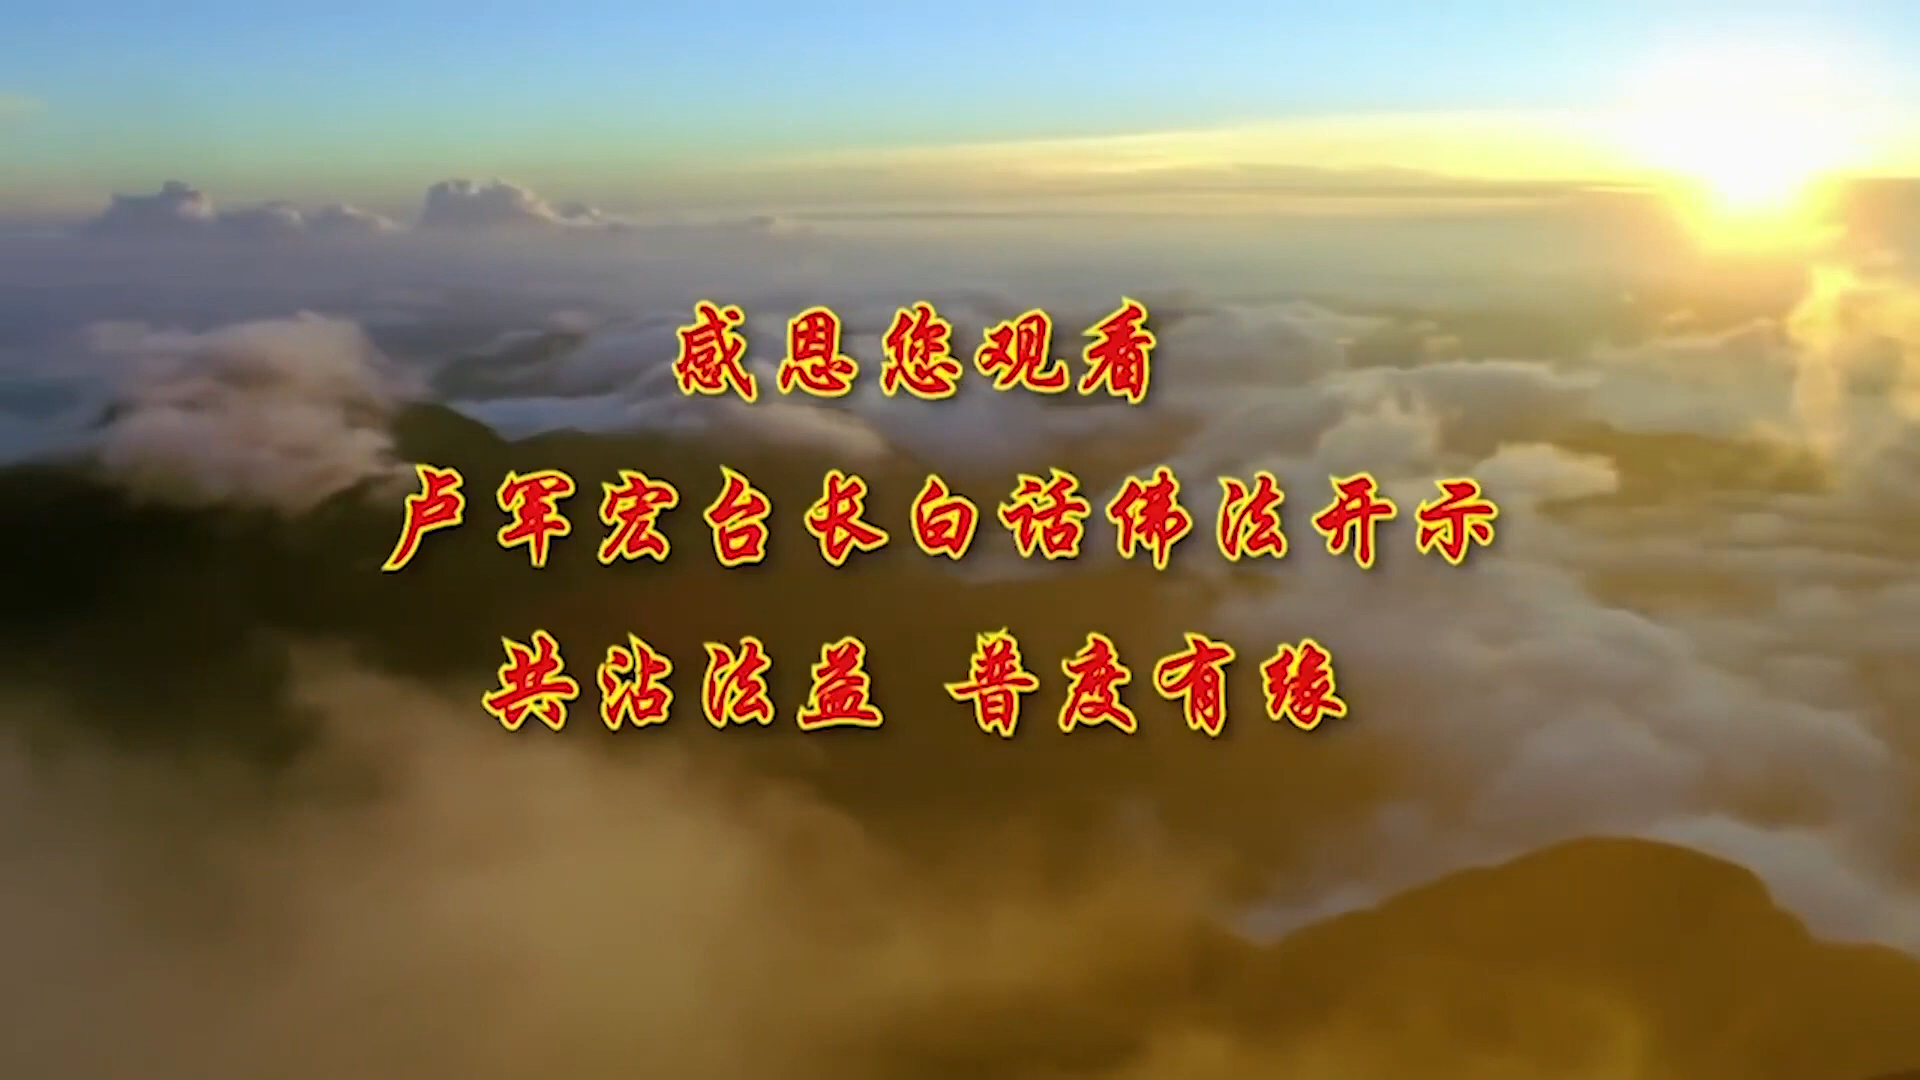 感恩您观看
卢军宏台长白话佛法开示
共沾法益 普度有缘